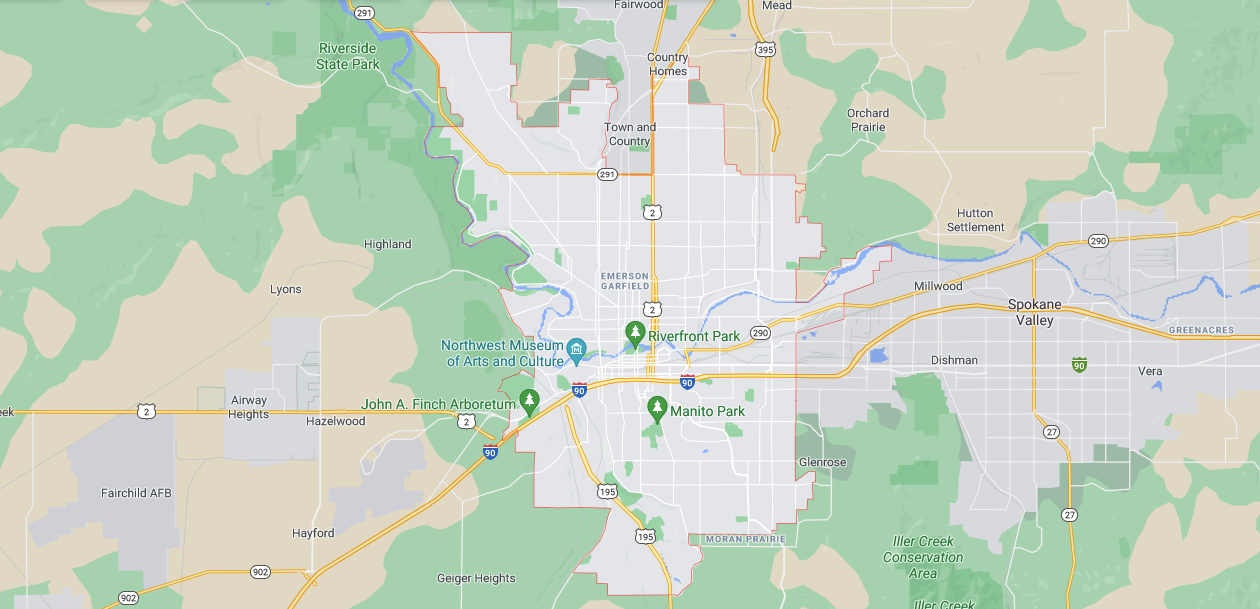 Fairwood
Mead
291
Riverside
State Park
395
Country
Homes
Orchard
Prairie
Town and
Country
291
2
Hutton
Settlement
290
Highland
EMERSON
GARFIELD
Lyons
Millwood
2
Spokane
Valley
290
GREENACRES
Riverfront Park
Northwest Museum
of Arts and Culture
Dishman
90
Vera
90
90
Airway
Heights
John A. Finch Arboretum
2
Hazelwood
2
Manito Park
27
90
Glenrose
Fairchild AFB
195
27
Hayford
195
MORAN PRAIRIE
Iller Creek
Conservation
Area
902
Geiger Heights
902
Iller Creek